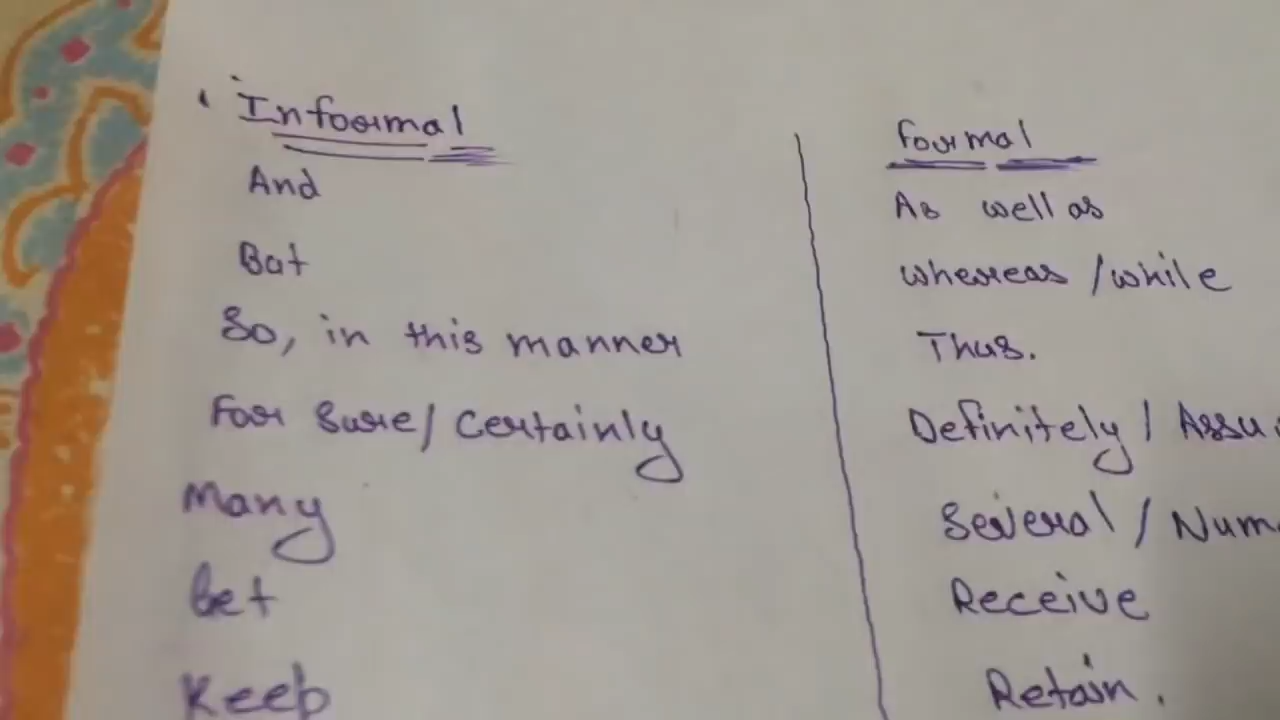 Informal
Formal
And
As well as
But
whereas / while
So, in this manner
Thus.
For Sure / Certainly
Definitely /
Many
Several /
Get
Receive
Keep
Retain.